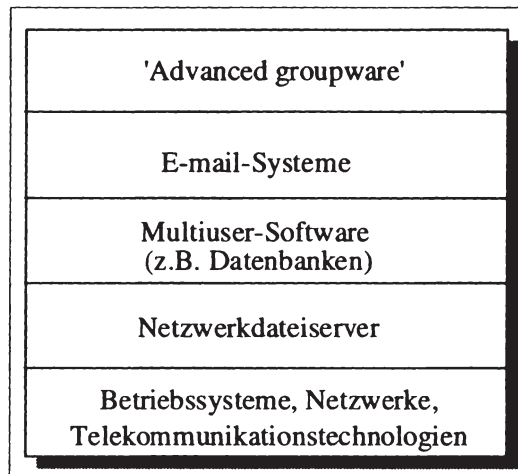 'Advanced groupware'
E-mail-Systeme
Multiuser-Software
(z.B. Datenbanken)
Netzwerkdateiserver
Betriebssysteme, Netzwerke,
Telekommunikationstechnologien